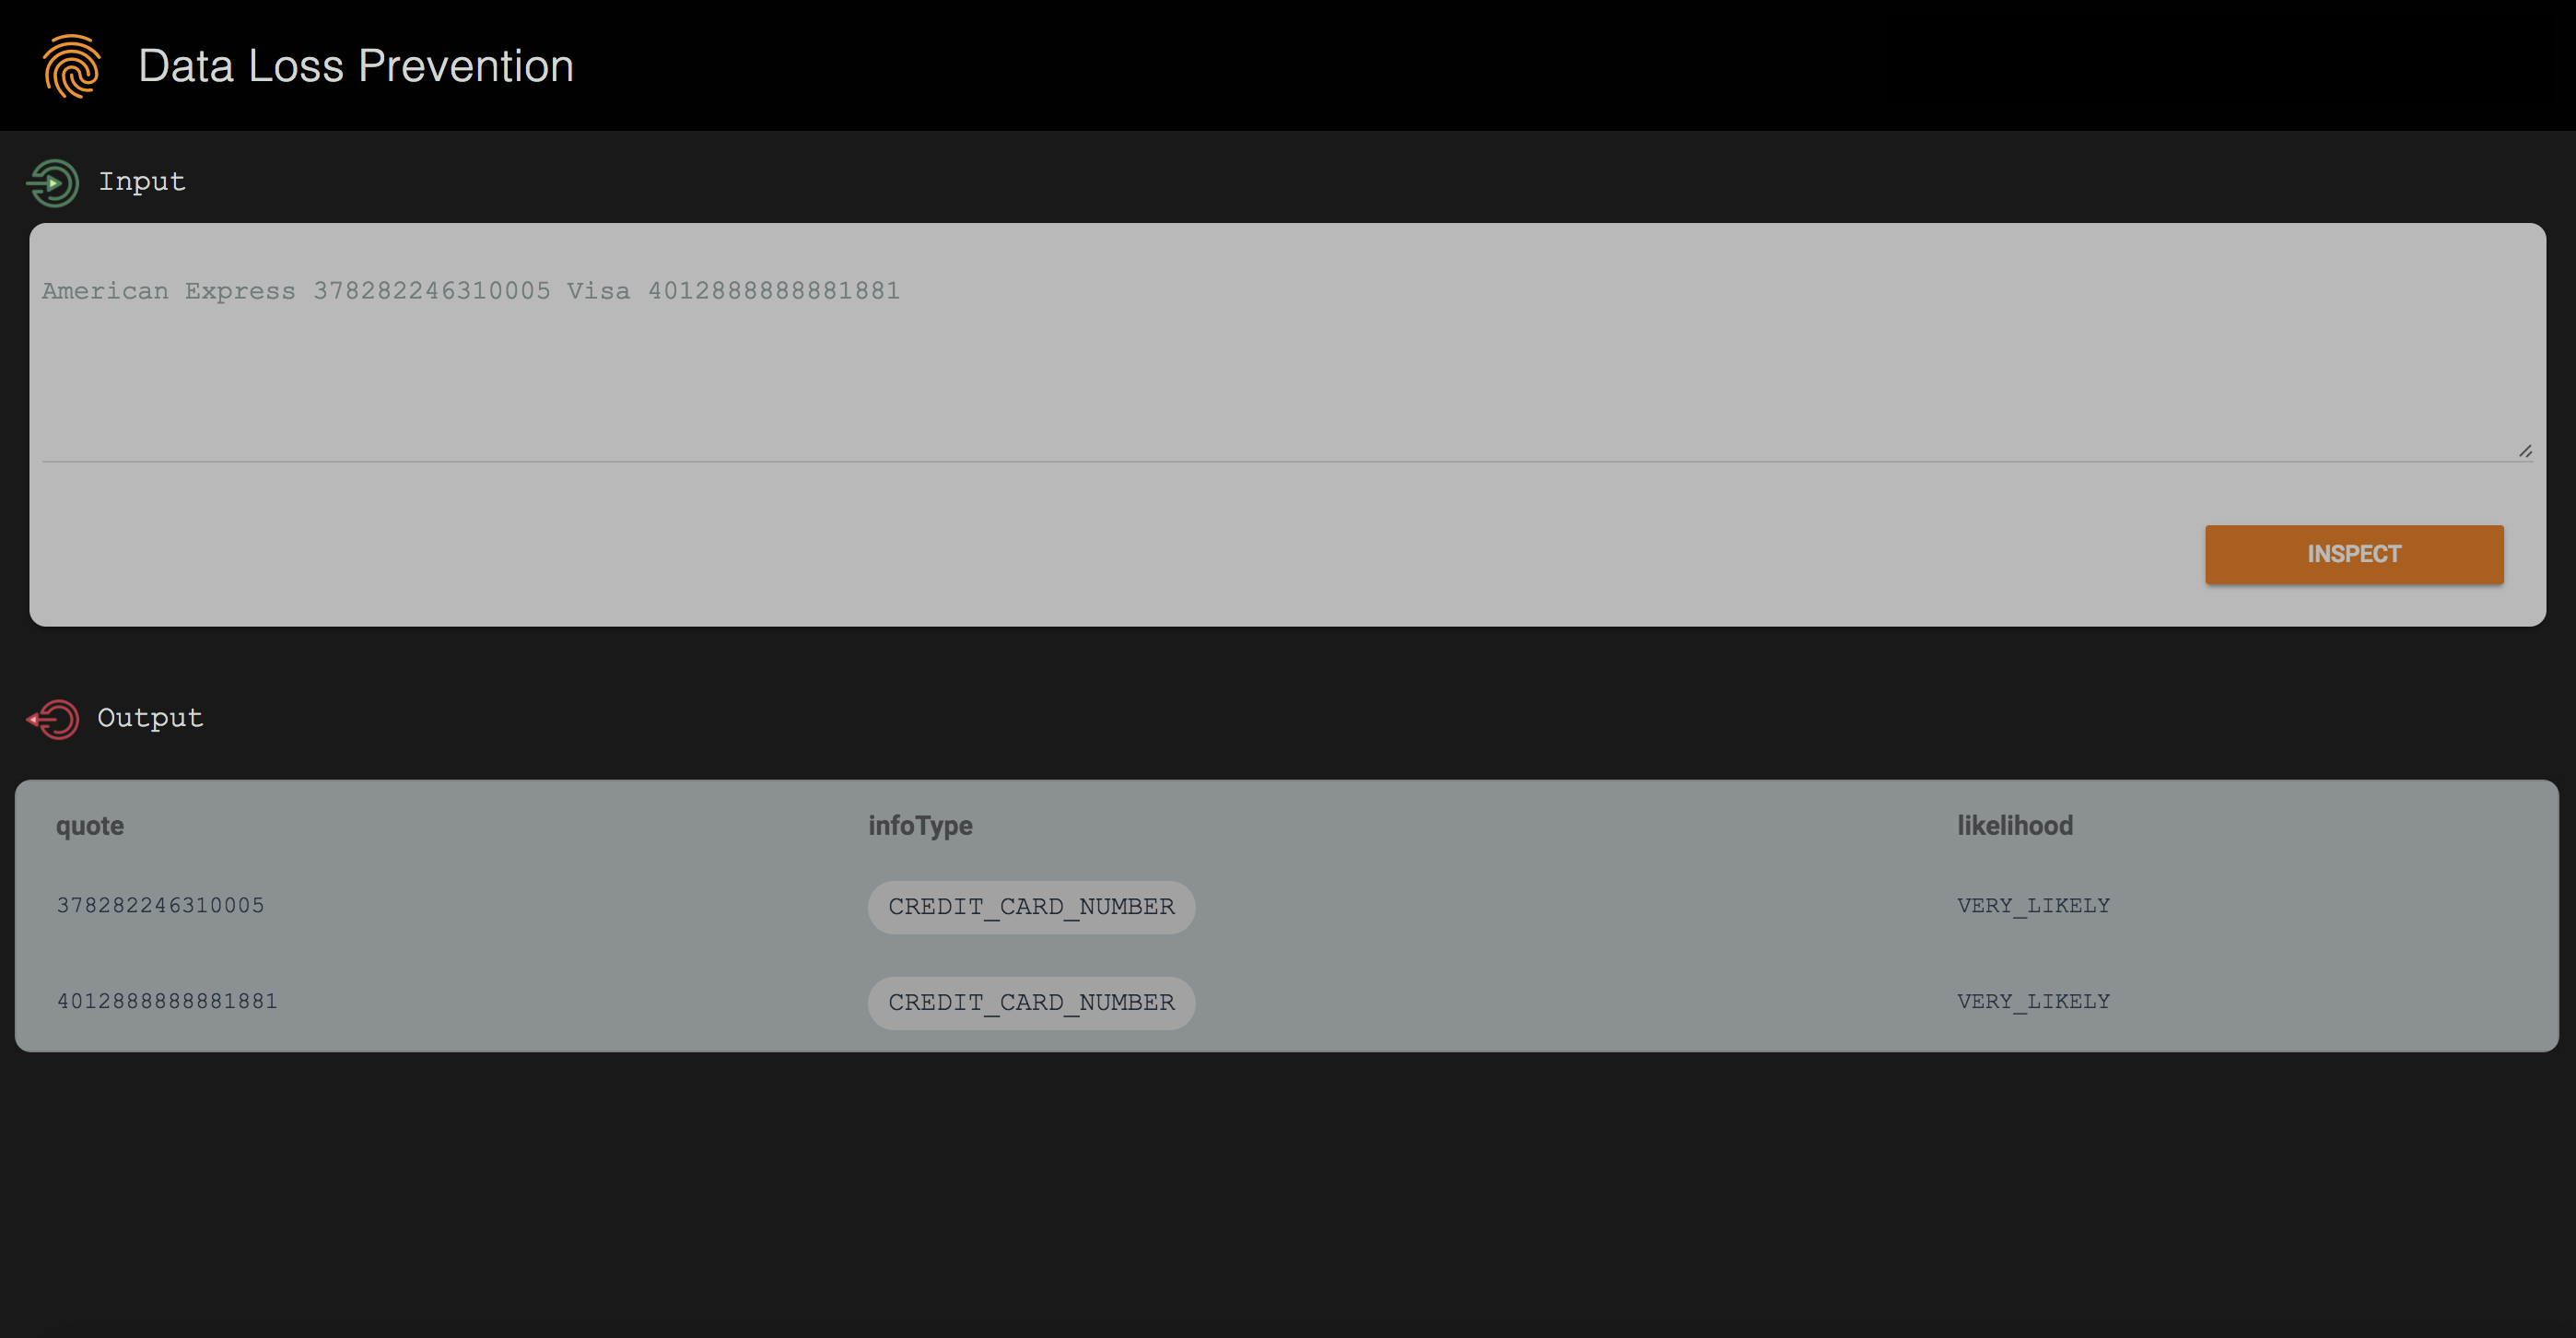 Data Loss Prevention
Input
American Express 378282246310005 Visa 4012888888881881
INSPECT
Output
quote infoType likelihood
378282246310005 CREDIT_CARD_NUMBER VERY_LIKELY
4012888888881881 CREDIT_CARD_NUMBER VERY_LIKELY